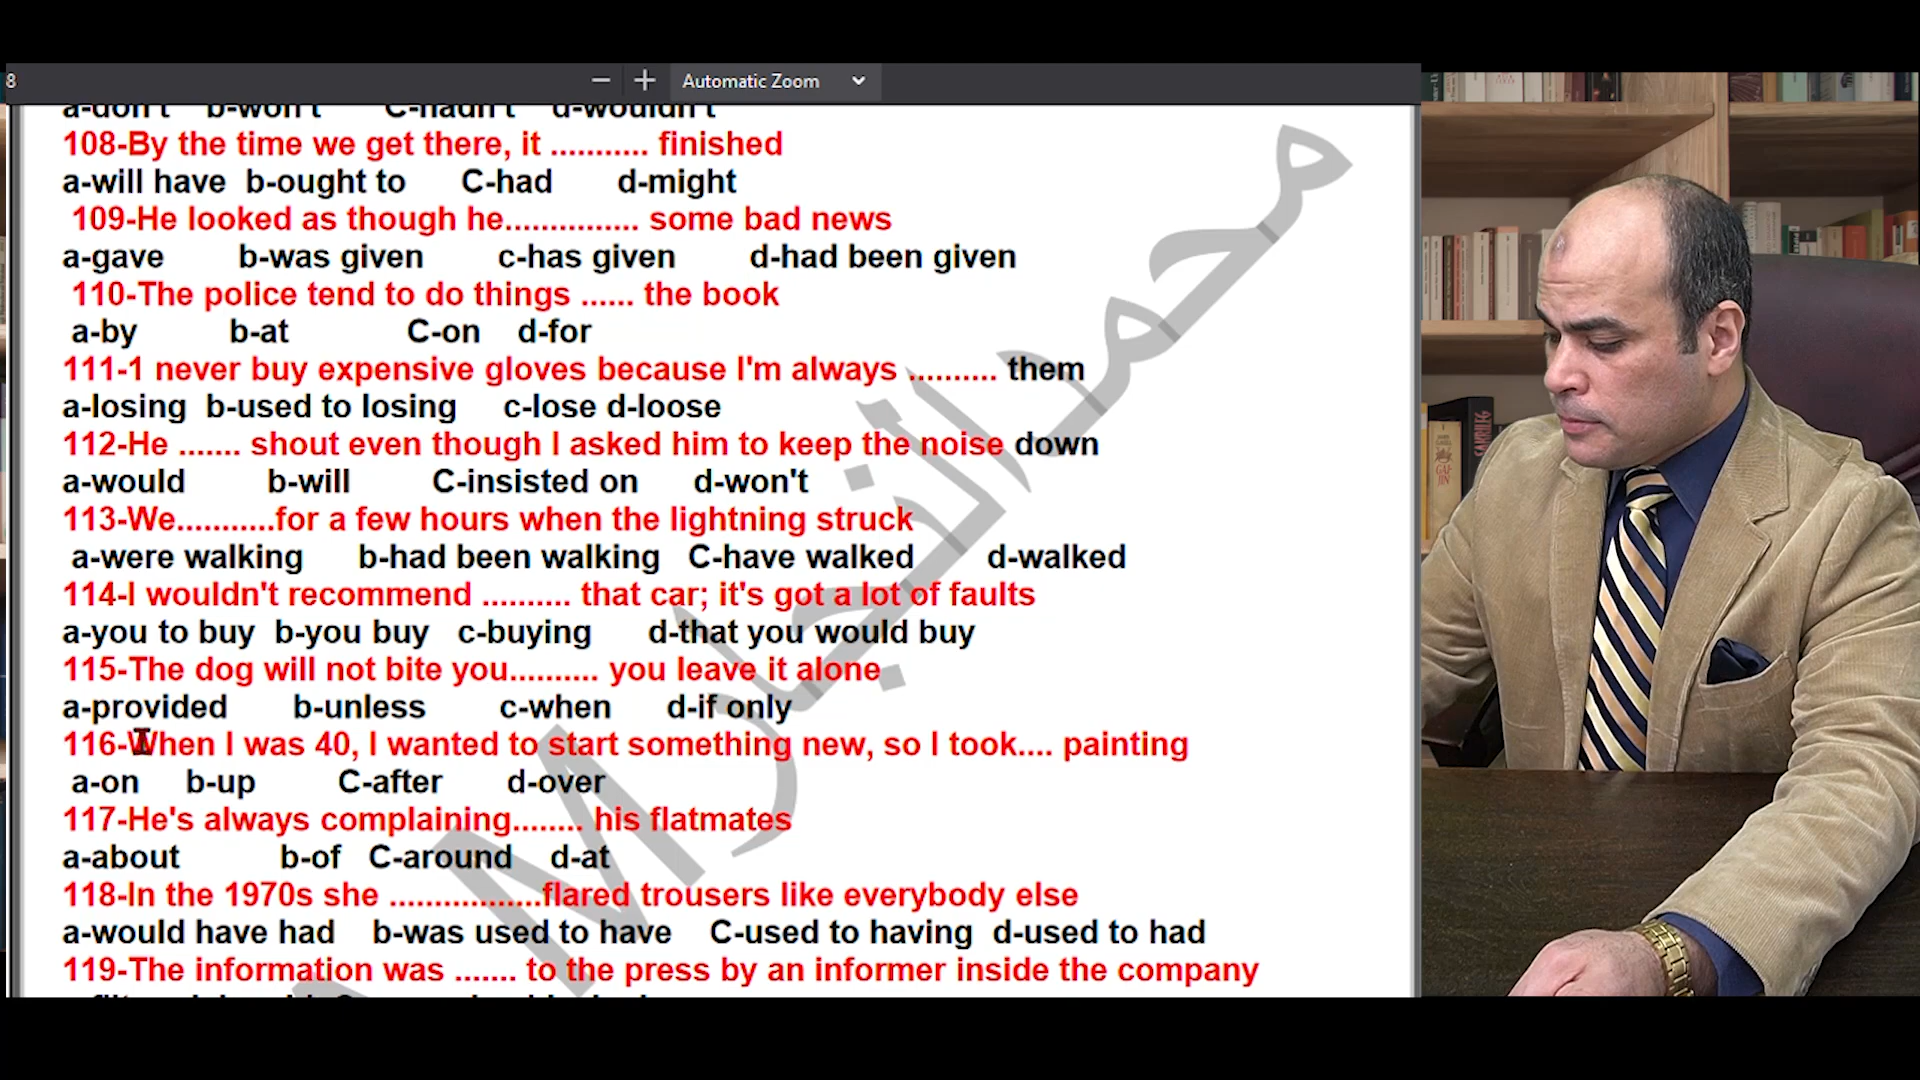 8
Automatic Zoom
a-don't b-won't C-hadn't d-wouldn't
108-By the time we get there, it ........... finished
a-will have b-ought to C-had d-might
109-He looked as though he............... some bad news
a-gave b-was given c-has given d-had been given
110-The police tend to do things ...... the book
a-by b-at C-on d-for
111-1 never buy expensive gloves because I'm always .......... them
a-losing b-used to losing c-lose d-loose
112-He ....... shout even though I asked him to keep the noise down
a-would b-will C-insisted on d-won't
113-We...........for a few hours when the lightning struck
a-were walking b-had been walking C-have walked d-walked
114-I wouldn't recommend .......... that car; it's got a lot of faults
a-you to buy b-you buy c-buying d-that you would buy
115-The dog will not bite you.......... you leave it alone
a-provided b-unless c-when d-if only
116-When I was 40, I wanted to start something new, so I took.... painting
a-on b-up C-after d-over
117-He's always complaining........ his flatmates
a-about b-of C-around d-at
118-In the 1970s she .................flared trousers like everybody else
a-would have had b-was used to have C-used to having d-used to had
119-The information was ....... to the press by an informer inside the company
محمد النجار